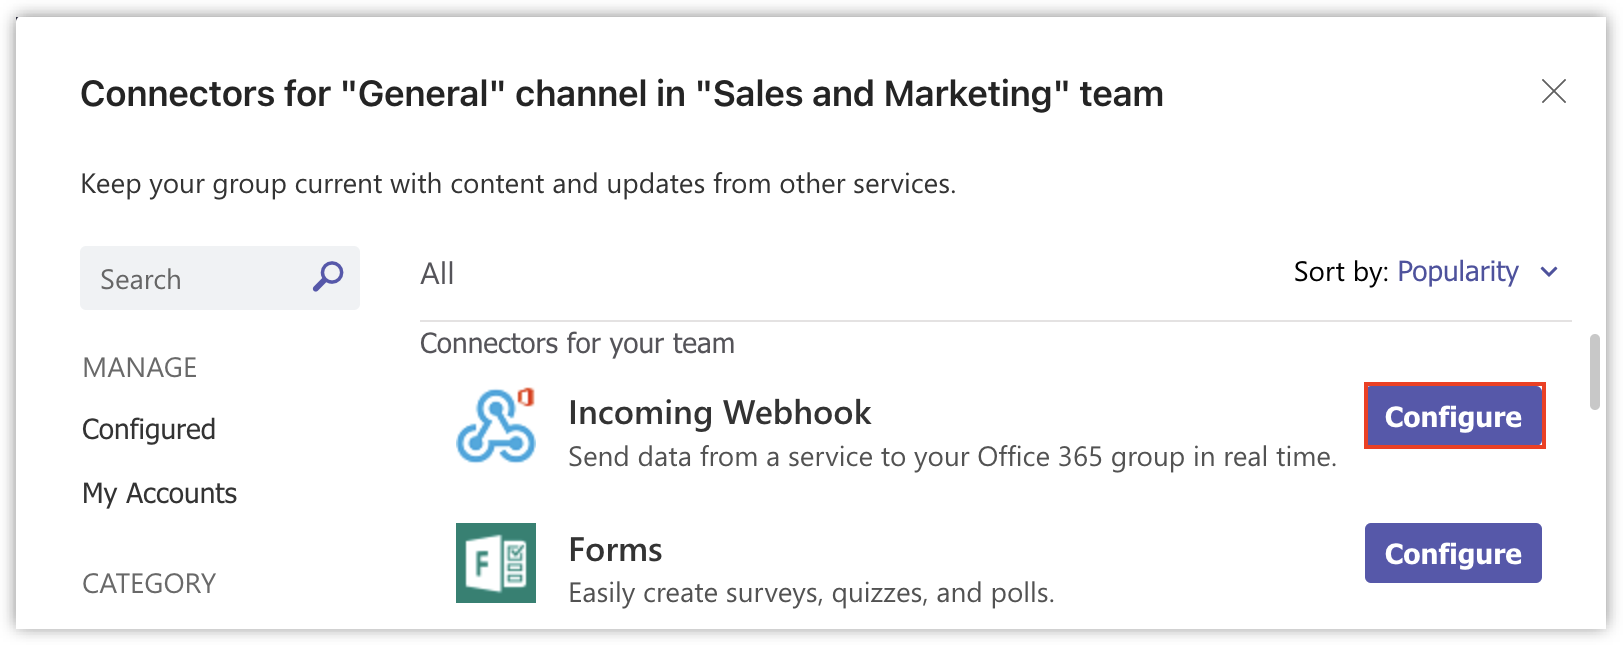 Connectors for "General" channel in "Sales and Marketing" team
Keep your group current with content and updates from other services.
Search
All
Sort by: Popularity
MANAGE
Configured
My Accounts
CATEGORY
Connectors for your team
Incoming Webhook
Send data from a service to your Office 365 group in real time.
Configure
F
Forms
Easily create surveys, quizzes, and polls.
Configure